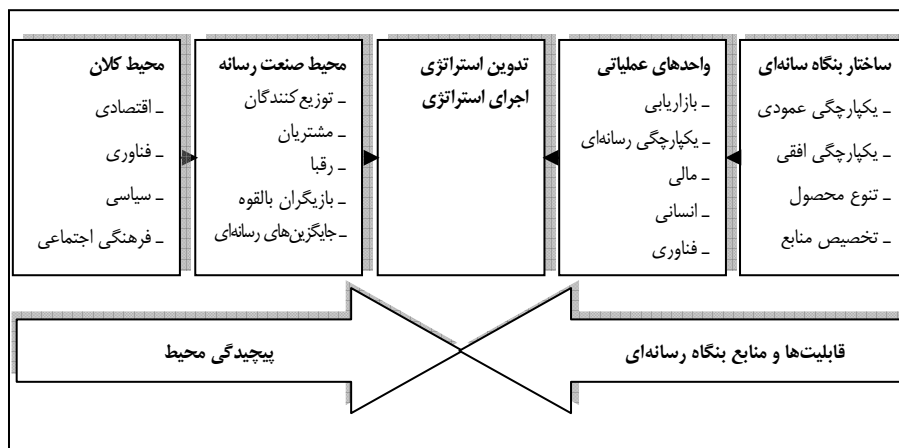 ساختار بنگاه سانه‌ای
ـ یکپارچگی عمودی
ـ یکپارچگی افقی
ـ تنوع محصول
ـ تخصیص منابع
واحدهای عملیاتی
ـ بازاریابی
ـ یکپارچگی رسانه‌ای
ـ مالی
ـ انسانی
ـ فناوری
تدوین استراتژی
اجرای استراتژی
محیط صنعت رسانه
ـ توزیع‌کنندگان
ـ مشتریان
ـ رقبا
ـ بازیگران بالقوه
ـ جایگزین‌های رسانه‌ای
محیط کلان
ـ اقتصادی
ـ فناوری
ـ سیاسی
ـ فرهنگی اجتماعی
قابلیت‌ها و منابع بنگاه رسانه‌ای
پیچیدگی محیط